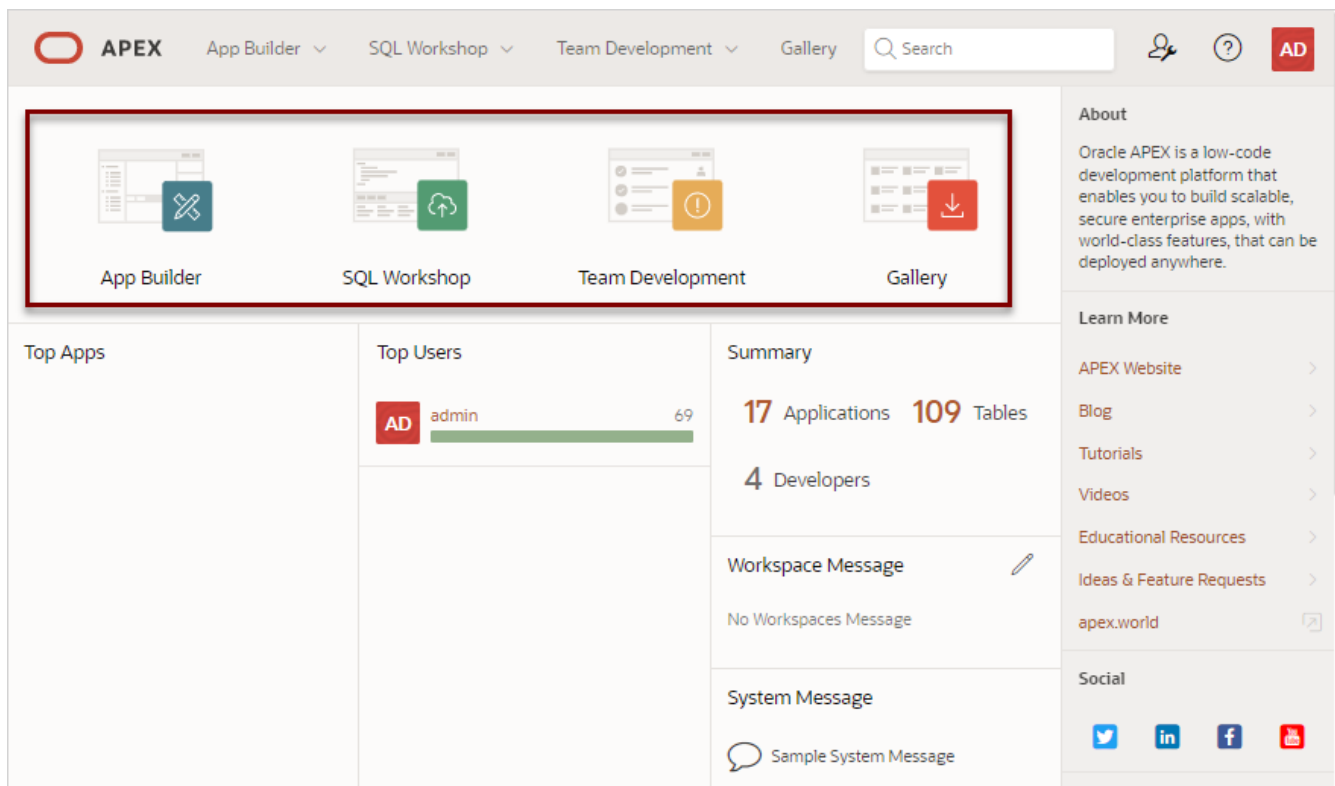 APEX App Builder SQL Workshop Team Development Gallery Search AD
App Builder SQL Workshop Team Development Gallery
Top Apps
Top Users
AD admin 69
Summary
17 Applications 109 Tables
4 Developers
Workspace Message
No Workspaces Message
System Message
Sample System Message
About
Oracle APEX is a low-code
development platform that
enables you to build scalable,
secure enterprise apps, with
world-class features, that can be
deployed anywhere.
Learn More
APEX Website
Blog
Tutorials
Videos
Educational Resources
Ideas & Feature Requests
apex.world
Social